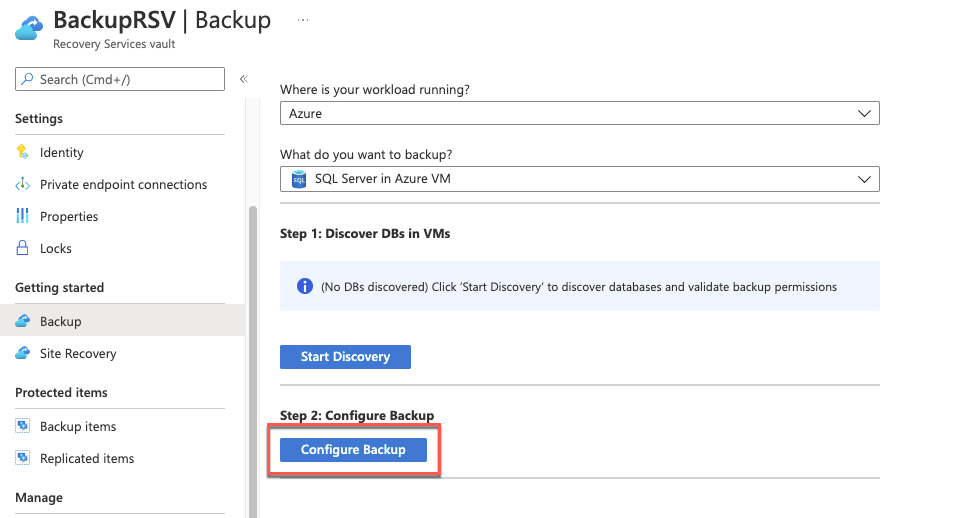 BackupRSV | Backup ...
Recovery Services vault
Search (Cmd+/)
Settings
Identity
Private endpoint connections
Properties
Locks
Getting started
Backup
Site Recovery
Protected items
Backup items
Replicated items
Manage
Where is your workload running?
Azure
What do you want to backup?
SQL SQL Server in Azure VM
Step 1: Discover DBs in VMs
(No DBs discovered) Click 'Start Discovery' to discover databases and validate backup permissions
Start Discovery
Step 2: Configure Backup
Configure Backup